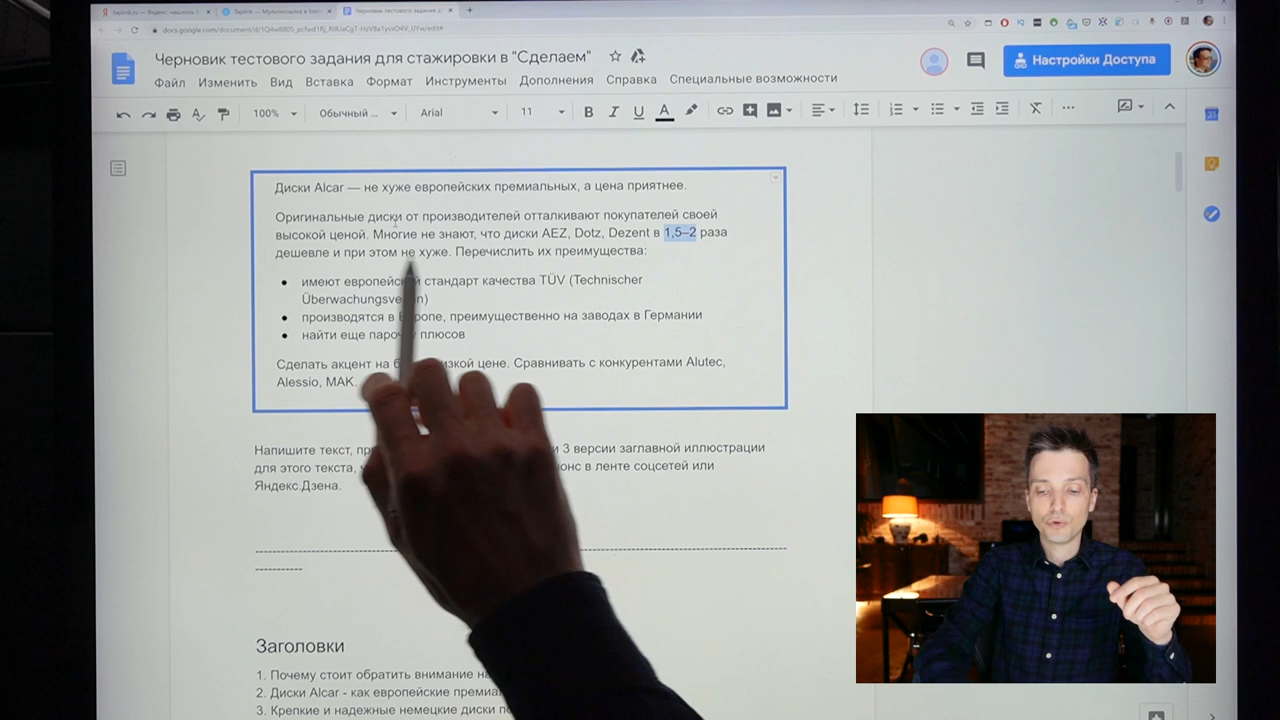 Черновик тестового задания для стажировки в "Сделаем"
Файл Изменить Вид Вставка Формат Инструменты Дополнения Справка Специальные возможности
Настройки Доступа
100% Обычный ... Arial 11
Диски Alcar — не хуже европейских премиальных, а цена приятнее.
Оригинальные диски от производителей отталкивают покупателей своей
высокой ценой. Многие не знают, что диски AEZ, Dotz, Dezent в 1,5–2 раза
дешевле и при этом не хуже. Перечислить их преимущества:
имеют европейский стандарт качества TÜV (Technischer
Überwachungsverein)
производятся в Европе, преимущественно на заводах в Германии
найти еще парочку плюсов
Сделать акцент на низкой цене. Сравнивать с конкурентами Alutec,
Alessio, MAK.
Напишите текст, и 3 версии заглавной иллюстрации
для этого текста, в ленте соцсетей или
Яндекс.Дзена.
Заголовки
1. Почему стоит обратить внимание
2. Диски Alcar - как европейские
3. Крепкие и надежные немецкие диски